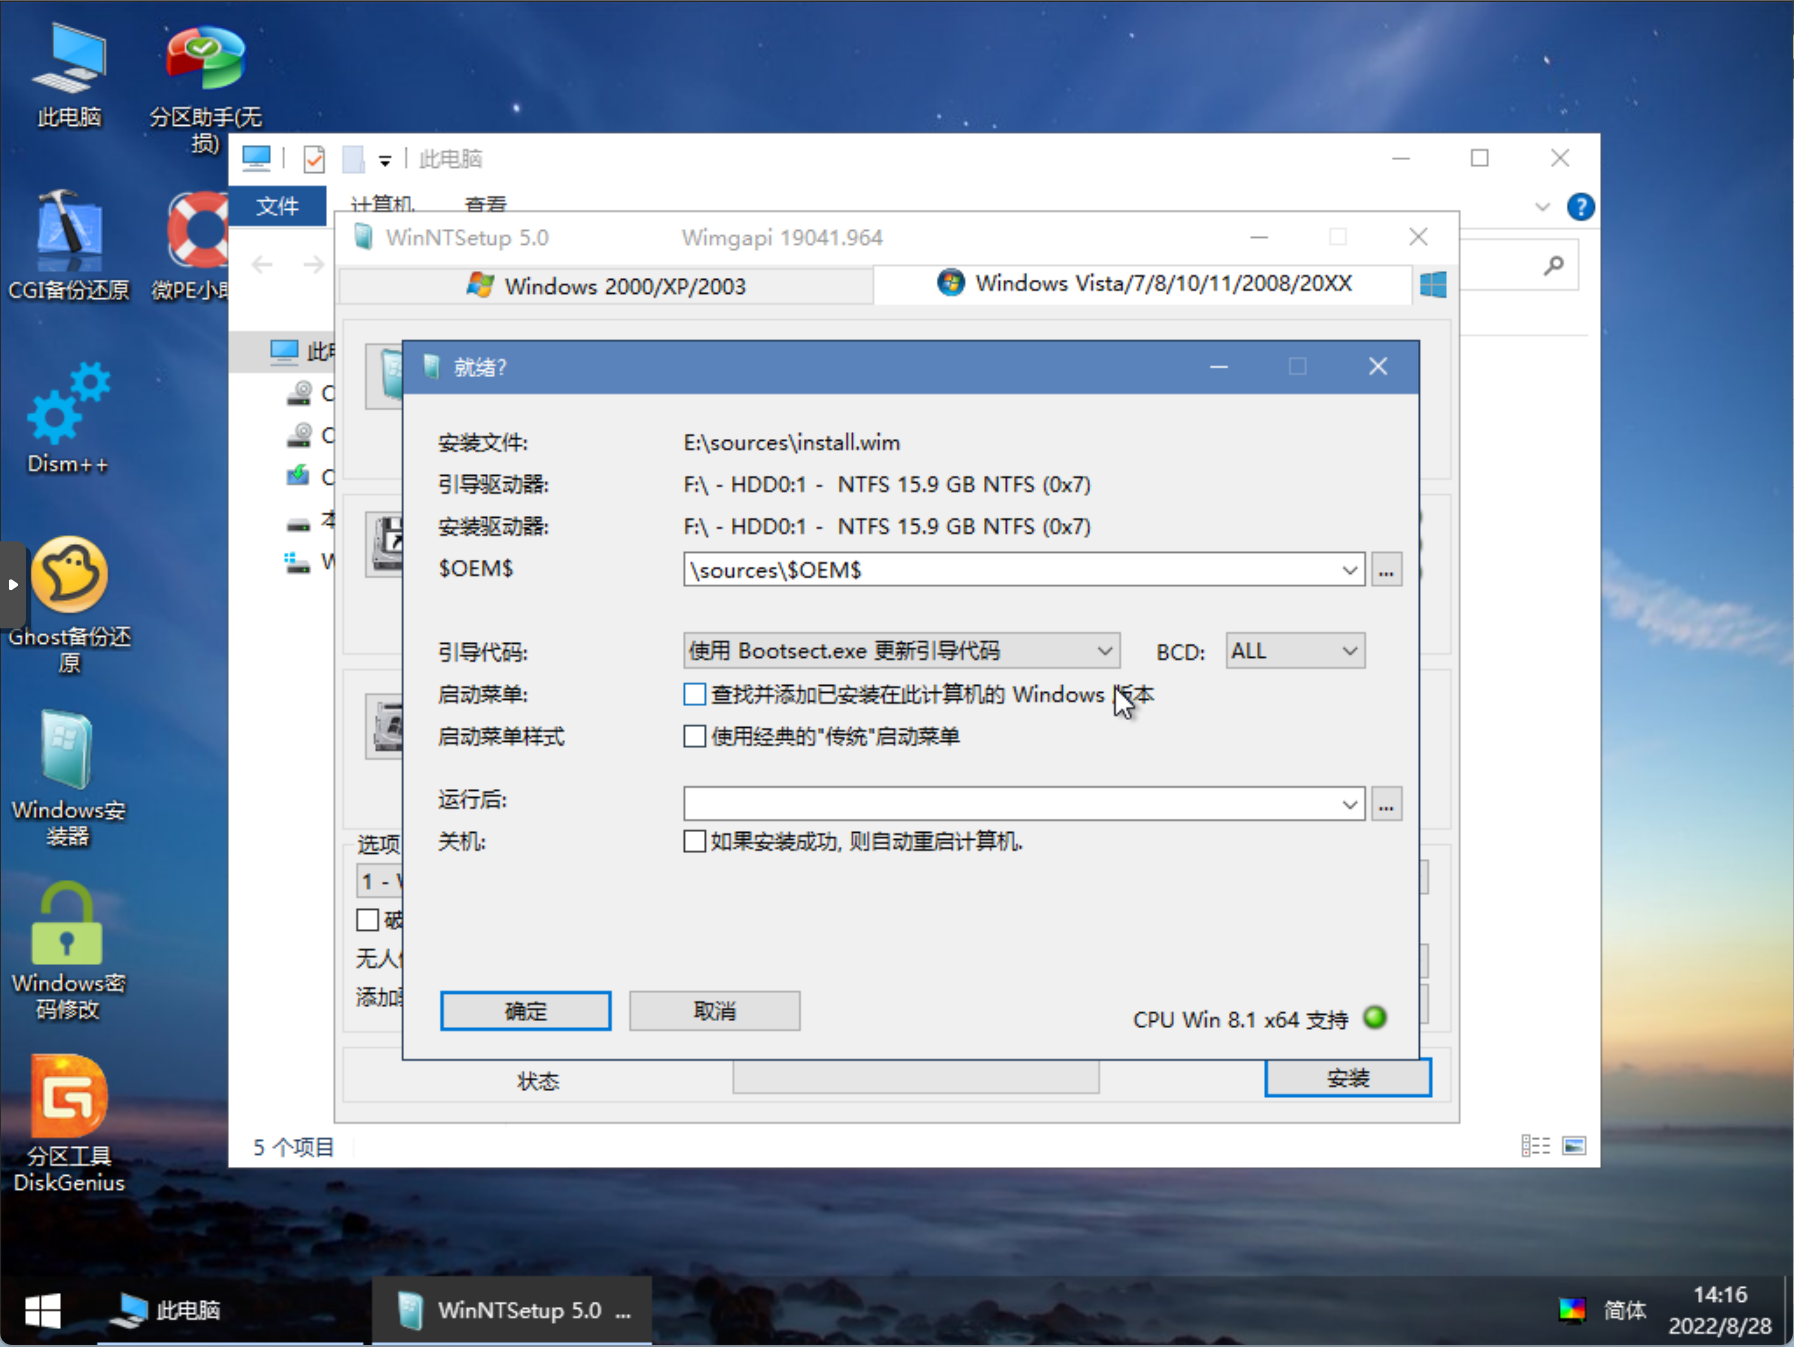 此电脑
分区助手(无
损)
CGI备份还原
微PE小
Dism++
Ghost备份还
原
Windows安
装器
Windows密
码修改
分区工具
DiskGenius
此电脑
文件
计算机
查看
WinNTSetup 5.0
Wimgapi 19041.964
Windows 2000/XP/2003
Windows Vista/7/8/10/11/2008/20XX
就绪?
安装文件:
E:\sources\install.wim
引导驱动器:
F:\ - HDD0:1 -  NTFS 15.9 GB NTFS (0x7)
安装驱动器:
F:\ - HDD0:1 -  NTFS 15.9 GB NTFS (0x7)
$OEM$
\sources\$OEM$
...
引导代码:
使用 Bootsect.exe 更新引导代码
BCD:
ALL
启动菜单:
查找并添加已安装在此计算机的 Windows 版本
启动菜单样式
使用经典的"传统"启动菜单
运行后:
...
关机:
如果安装成功, 则自动重启计算机.
确定
取消
CPU Win 8.1 x64 支持
此
C
C
C
本
W
选项
1 -
破
无人
添加
状态
安装
5 个项目
此电脑
WinNTSetup 5.0 ...
简体
14:16
2022/8/28